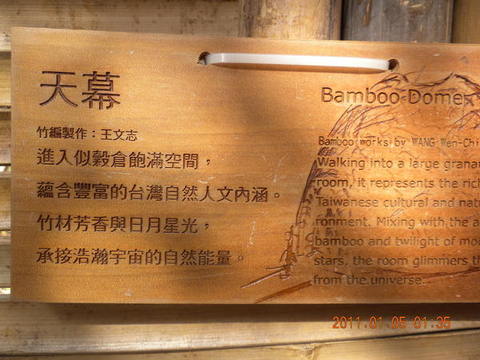 天幕
竹編製作：王文志
進入似穀倉飽滿空間，
蘊含豐富的台灣自然人文內涵。
竹材芳香與日月星光，
承接浩瀚宇宙的自然能量。
Bamboo Dome
Bamboo works by WANG Wen-Chi
Walking into a large grana
room, it represents the rich
Taiwanese cultural and natu
ronment. Mixing with the a
bamboo and twilight of mo
stars, the room glimmers th
from the universe.
2011.01.05 01:35